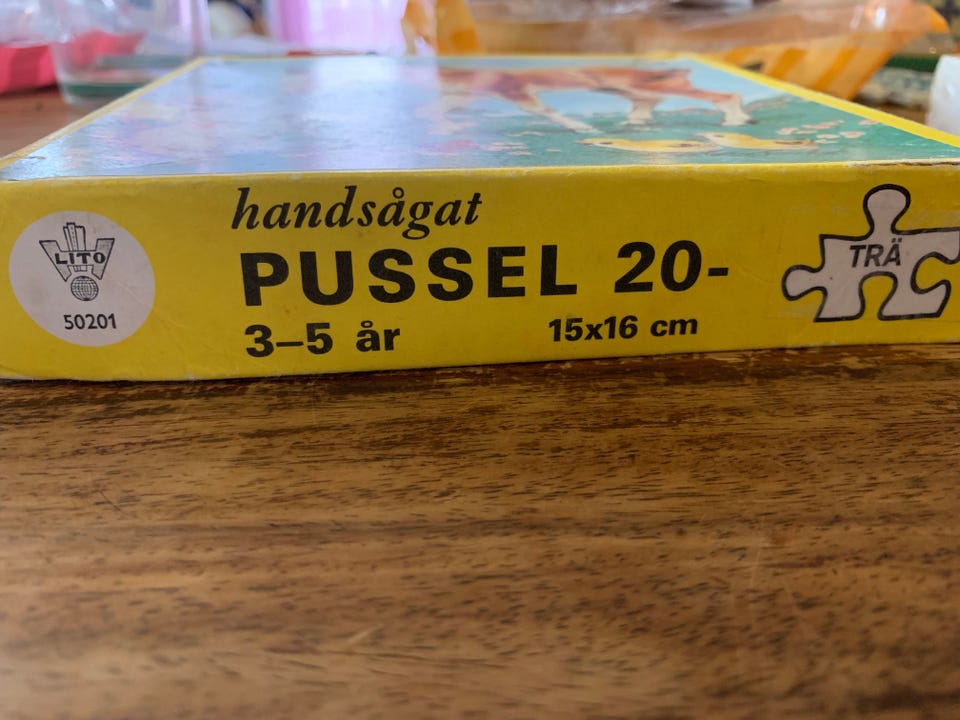 LITO
50201
handsågat
PUSSEL 20-
3–5 år
15x16 cm
TRÄ